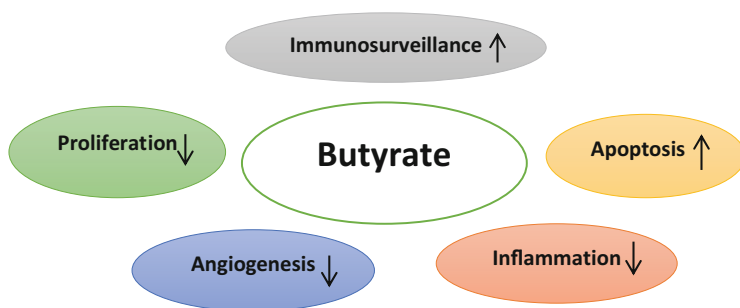 Immunosurveillance ↑
Proliferation ↓
Butyrate
Apoptosis ↑
Angiogenesis ↓
Inflammation ↓